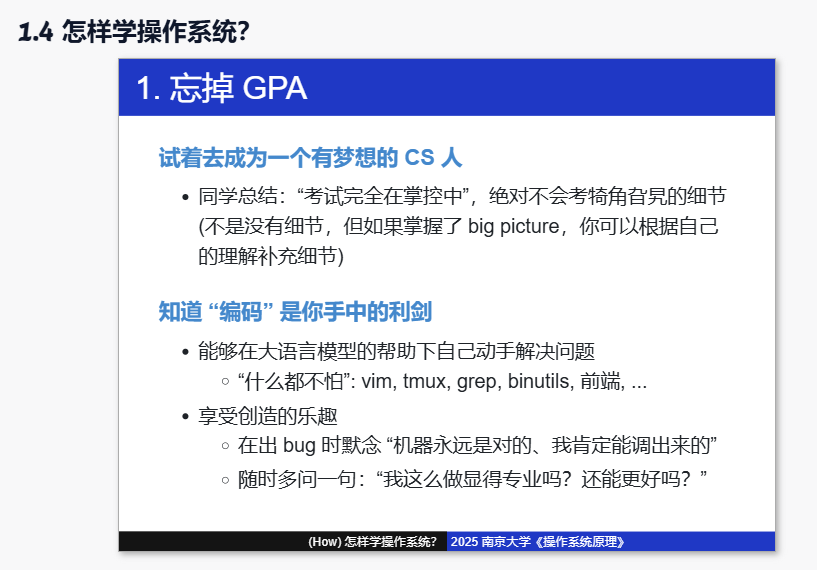 1.4 怎样学操作系统?
1. 忘掉 GPA
试着去成为一个有梦想的 CS 人
• 同学总结：“考试完全在掌控中”，绝对不会考犄角旮旯的细节
(不是没有细节，但如果掌握了 big picture，你可以根据自己
的理解补充细节)
知道 “编码” 是你手中的利剑
• 能够在大语言模型的帮助下自己动手解决问题
○ “什么都不怕”: vim, tmux, grep, binutils, 前端, ...
• 享受创造的乐趣
○ 在出 bug 时默念 “机器永远是对的、我肯定能调出来的”
○ 随时多问一句：“我这么做显得专业吗？还能更好吗？”
(How) 怎样学操作系统? 2025 南京大学《操作系统原理》